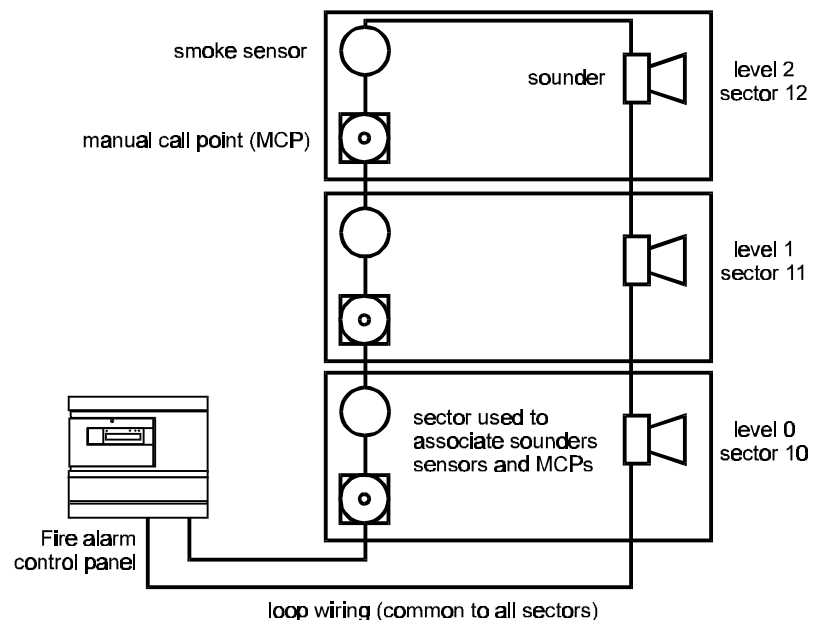 smoke sensor
sounder
level 2
sector 12
manual call point (MCP)
level 1
sector 11
sector used to
associate sounders
sensors and MCPs
level 0
sector 10
Fire alarm
control panel
loop wiring (common to all sectors)